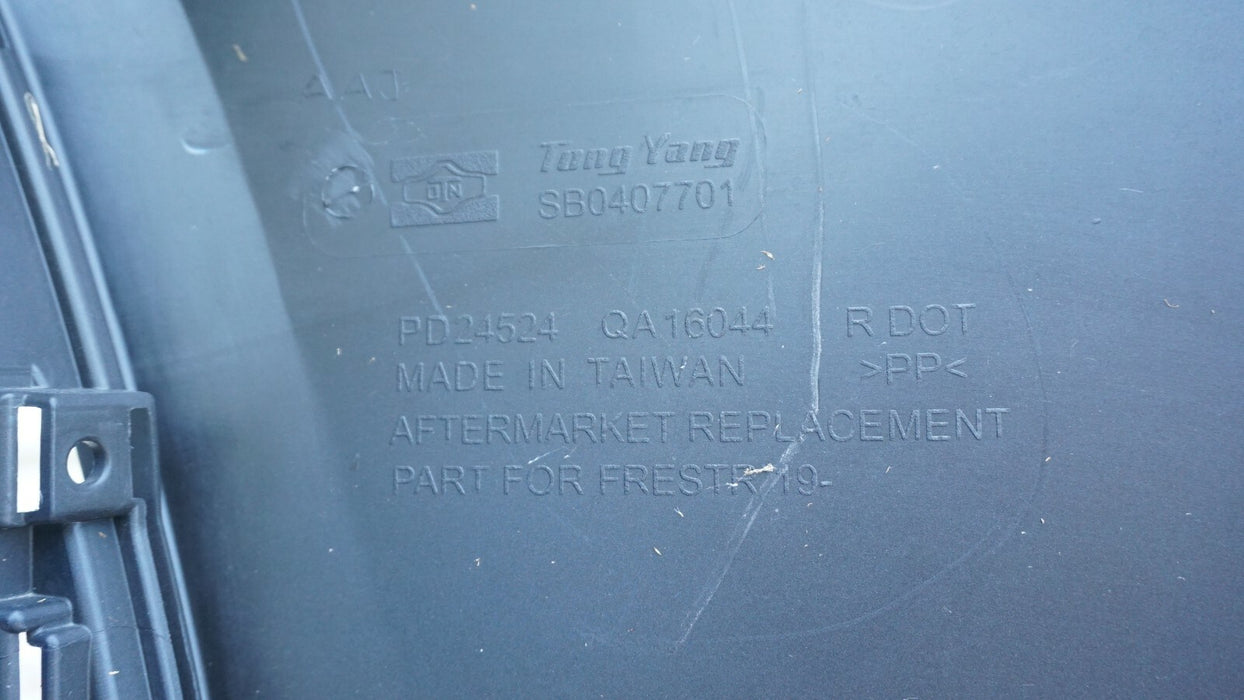 AAJ
Tong Yang
SB0407701
PD24524 QA16044 R DOT
MADE IN TAIWAN >PP<
AFTERMARKET REPLACEMENT
PART FOR FRESTR 19-